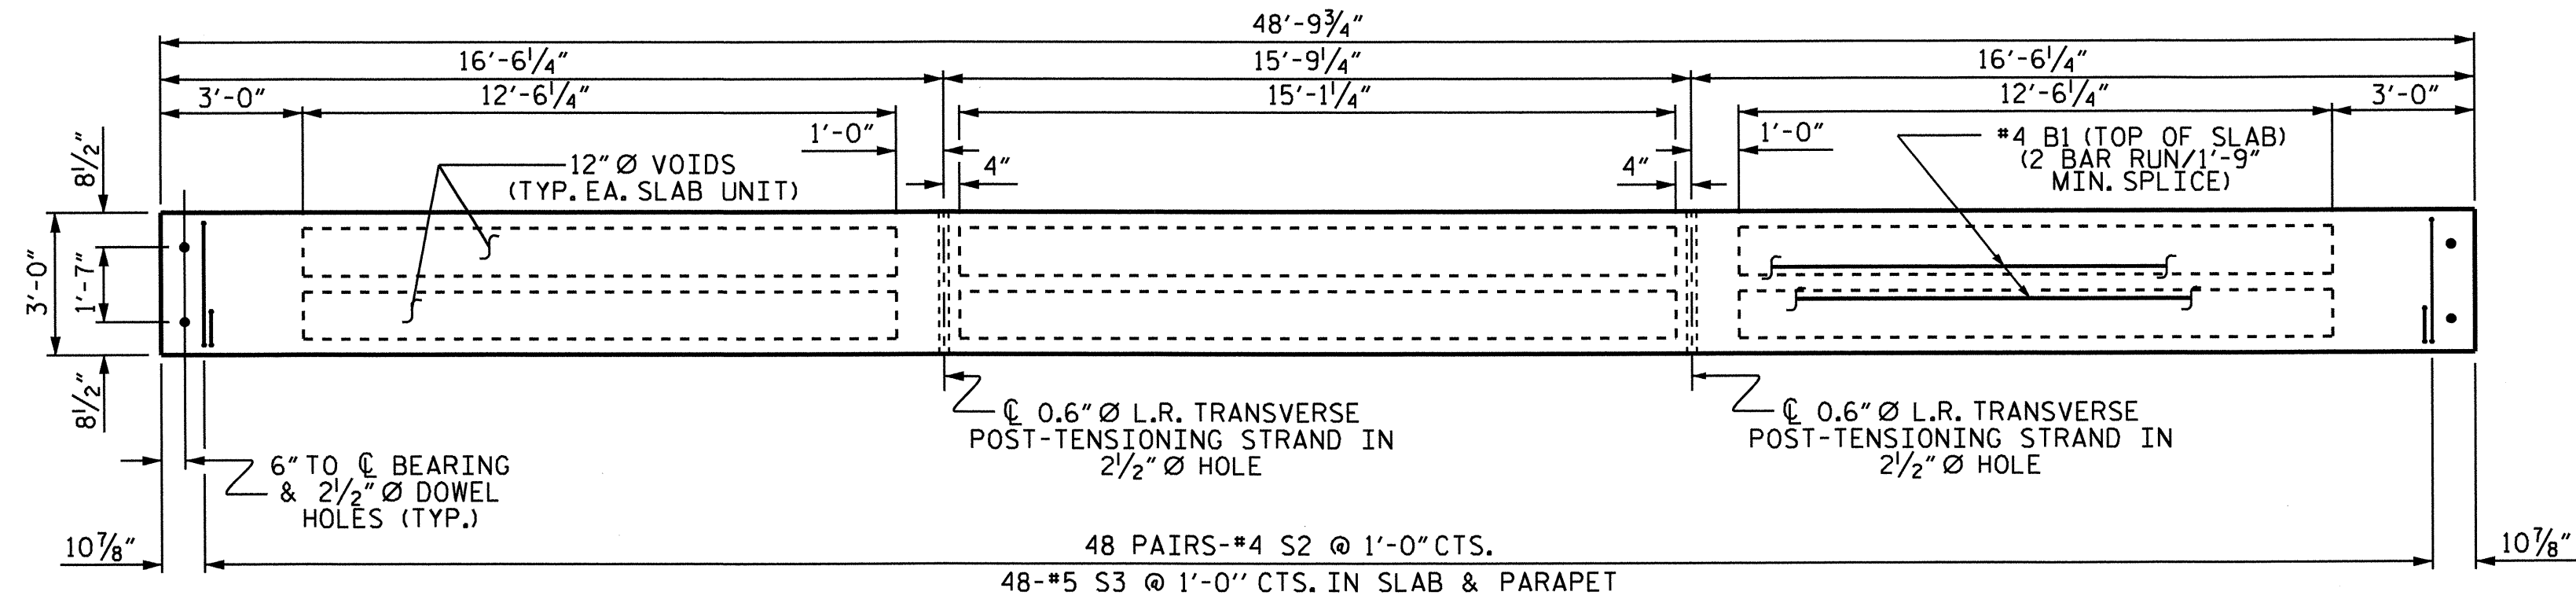 48'-9¾"
16'-6¼" 15'-9¼" 16'-6¼"
3'-0" 12'-6¼" 15'-1¼" 12'-6¼" 3'-0"
1'-0" 1'-0"
4" 4"
8½"
12" Ø VOIDS
(TYP. EA. SLAB UNIT)
#4 B1 (TOP OF SLAB)
(2 BAR RUN/1'-9"
MIN. SPLICE)
3'-0"
1'-7"
8½"
℄ 0.6" Ø L.R. TRANSVERSE
POST-TENSIONING STRAND IN
2½" Ø HOLE
℄ 0.6" Ø L.R. TRANSVERSE
POST-TENSIONING STRAND IN
2½" Ø HOLE
6" TO ℄ BEARING
& 2½" Ø DOWEL
HOLES (TYP.)
10⅞" 48 PAIRS-#4 S2 @ 1'-0" CTS. 10⅞"
48-#5 S3 @ 1'-0" CTS. IN SLAB & PARAPET